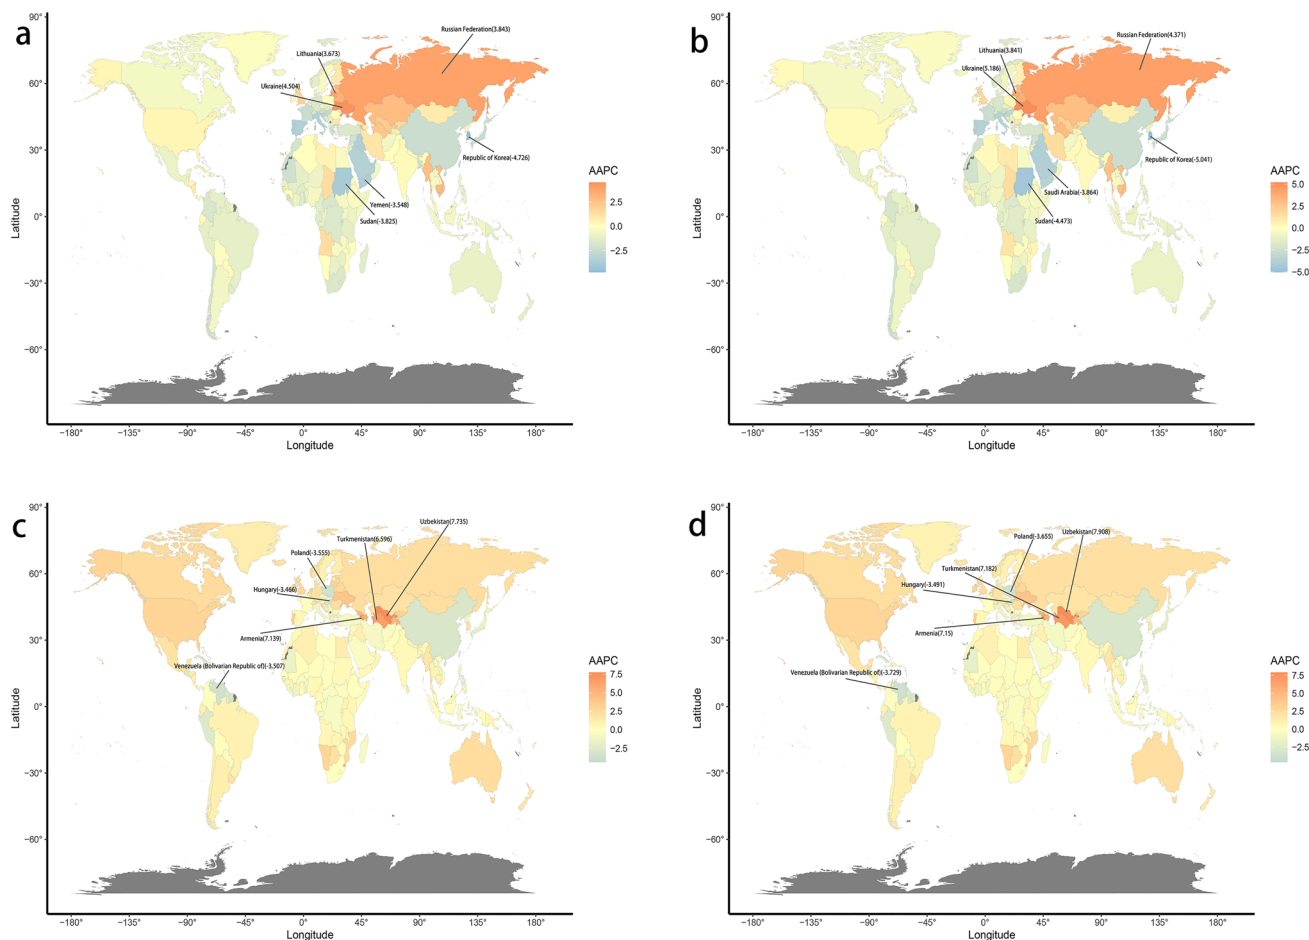 a
90°
60°
30°
0°
−30°
−60°
Latitude
−180°
−135°
−90°
−45°
0°
45°
90°
135°
180°
Longitude
Russian Federation(3.843)
Lithuania(3.673)
Ukraine(4.504)
Republic of Korea(-4.726)
Yemen(-3.548)
Sudan(-3.825)
AAPC
2.5
0.0
−2.5
b
90°
60°
30°
0°
−30°
−60°
Latitude
−180°
−135°
−90°
−45°
0°
45°
90°
135°
180°
Longitude
Russian Federation(4.371)
Lithuania(3.841)
Ukraine(5.186)
Republic of Korea(-5.041)
Saudi Arabia(-3.864)
Sudan(-4.473)
AAPC
5.0
2.5
0.0
−2.5
−5.0
c
90°
60°
30°
0°
−30°
−60°
Latitude
−180°
−135°
−90°
−45°
0°
45°
90°
135°
180°
Longitude
Uzbekistan(7.735)
Turkmenistan(6.596)
Poland(-3.555)
Hungary(-3.466)
Armenia(7.139)
Venezuela (Bolivarian Republic of)(-3.507)
AAPC
7.5
5.0
2.5
0.0
−2.5
d
90°
60°
30°
0°
−30°
−60°
Latitude
−180°
−135°
−90°
−45°
0°
45°
90°
135°
180°
Longitude
Uzbekistan(7.908)
Poland(-3.655)
Turkmenistan(7.182)
Hungary(-3.491)
Armenia(7.15)
Venezuela (Bolivarian Republic of)(-3.729)
AAPC
7.5
5.0
2.5
0.0
−2.5